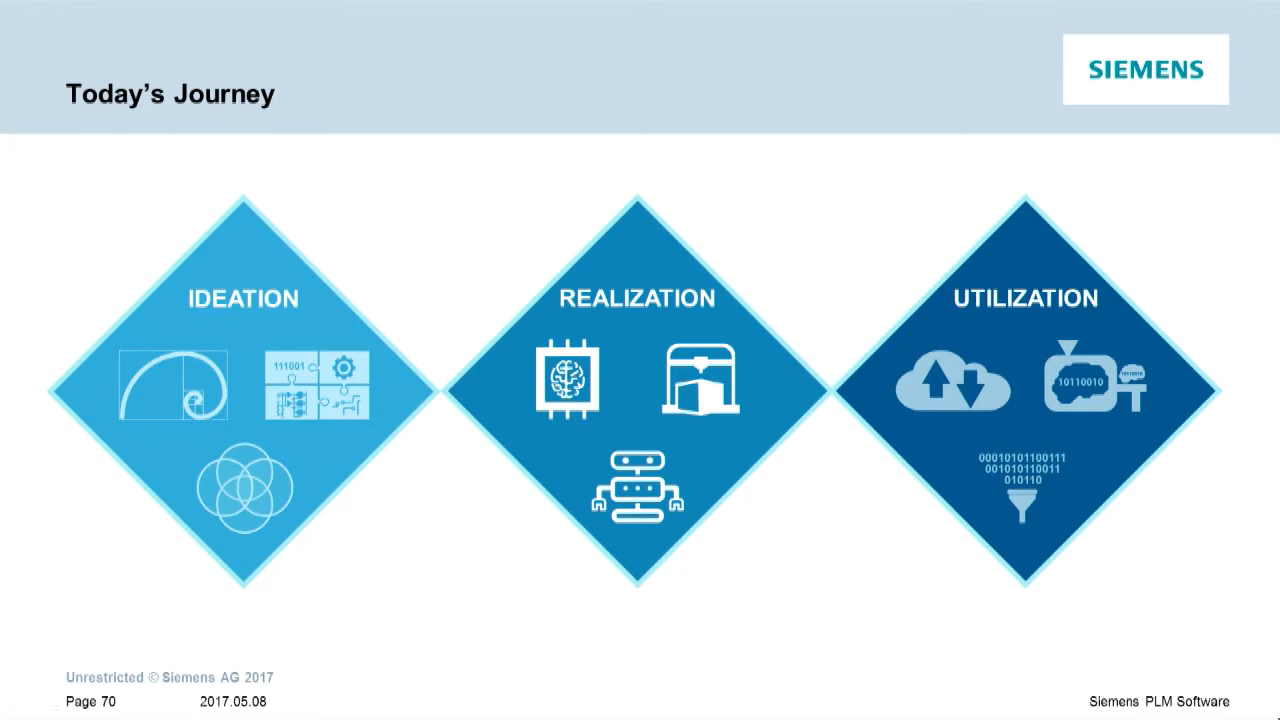 Today's Journey
SIEMENS
IDEATION
REALIZATION
UTILIZATION
111001
10110010
10110010
00010101100111
001010110011
010110
Unrestricted © Siemens AG 2017
Page 70
2017.05.08
Siemens PLM Software